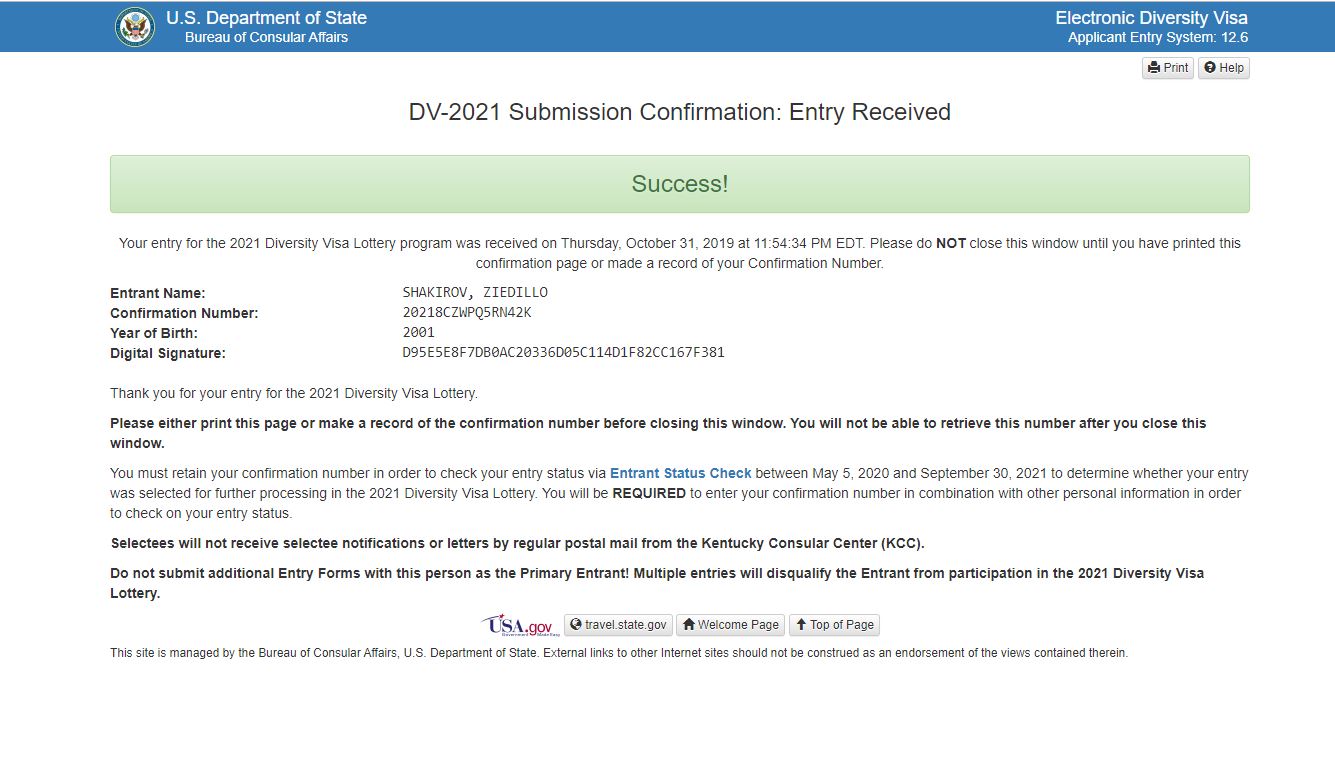 U.S. Department of State
Bureau of Consular Affairs
Electronic Diversity Visa
Applicant Entry System: 12.6
Print
Help
DV-2021 Submission Confirmation: Entry Received
Success!
Your entry for the 2021 Diversity Visa Lottery program was received on Thursday, October 31, 2019 at 11:54:34 PM EDT. Please do NOT close this window until you have printed this
confirmation page or made a record of your Confirmation Number.
Entrant Name: SHAKIROV, ZIEDILLO
Confirmation Number: 20218CZWPQ5RN42K
Year of Birth: 2001
Digital Signature: D95E5E8F7DB0AC20336D05C114D1F82CC167F381
Thank you for your entry for the 2021 Diversity Visa Lottery.
Please either print this page or make a record of the confirmation number before closing this window. You will not be able to retrieve this number after you close this
window.
You must retain your confirmation number in order to check your entry status via Entrant Status Check between May 5, 2020 and September 30, 2021 to determine whether your entry
was selected for further processing in the 2021 Diversity Visa Lottery. You will be REQUIRED to enter your confirmation number in combination with other personal information in order
to check on your entry status.
Selectees will not receive selectee notifications or letters by regular postal mail from the Kentucky Consular Center (KCC).
Do not submit additional Entry Forms with this person as the Primary Entrant! Multiple entries will disqualify the Entrant from participation in the 2021 Diversity Visa
Lottery.
USA.gov
Government Made Easy
travel.state.gov
Welcome Page
Top of Page
This site is managed by the Bureau of Consular Affairs, U.S. Department of State. External links to other Internet sites should not be construed as an endorsement of the views contained therein.